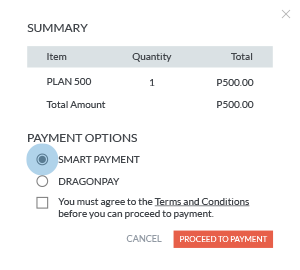 SUMMARY
Item Quantity Total
PLAN 500 1 P500.00
Total Amount P500.00
PAYMENT OPTIONS
SMART PAYMENT
DRAGONPAY
You must agree to the Terms and Conditions
before you can proceed to payment.
CANCEL PROCEED TO PAYMENT